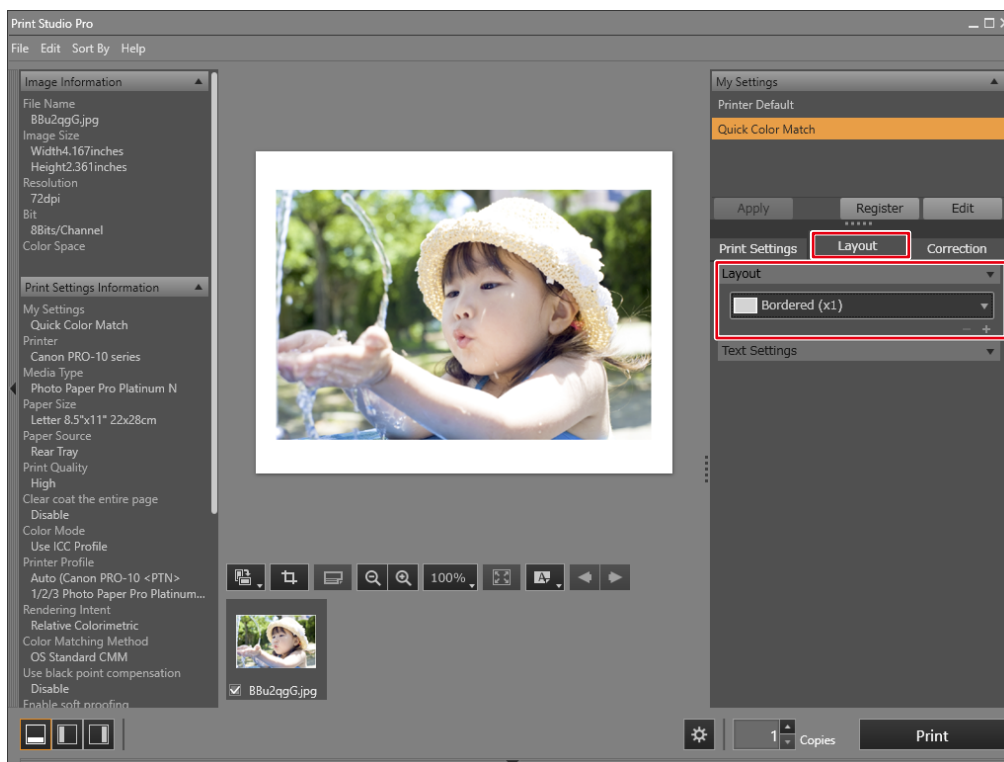 Print Studio Pro
File Edit Sort By Help
Image Information
File Name
BBu2qgG.jpg
Image Size
Width4.167inches
Height2.361inches
Resolution
72dpi
Bit
8Bits/Channel
Color Space
Print Settings Information
My Settings
Quick Color Match
Printer
Canon PRO-10 series
Media Type
Photo Paper Pro Platinum N
Paper Size
Letter 8.5"x11" 22x28cm
Paper Source
Rear Tray
Print Quality
High
Clear coat the entire page
Disable
Color Mode
Use ICC Profile
Printer Profile
Auto (Canon PRO-10 <PTN>
1/2/3 Photo Paper Pro Platinum...
Rendering Intent
Relative Colorimetric
Color Matching Method
OS Standard CMM
Use black point compensation
Disable
Enable soft proofing
100%
A
BBu2qgG.jpg
My Settings
Printer Default
Quick Color Match
Apply Register Edit
Print Settings Layout Correction
Layout
Bordered (x1)
Text Settings
1 Copies Print